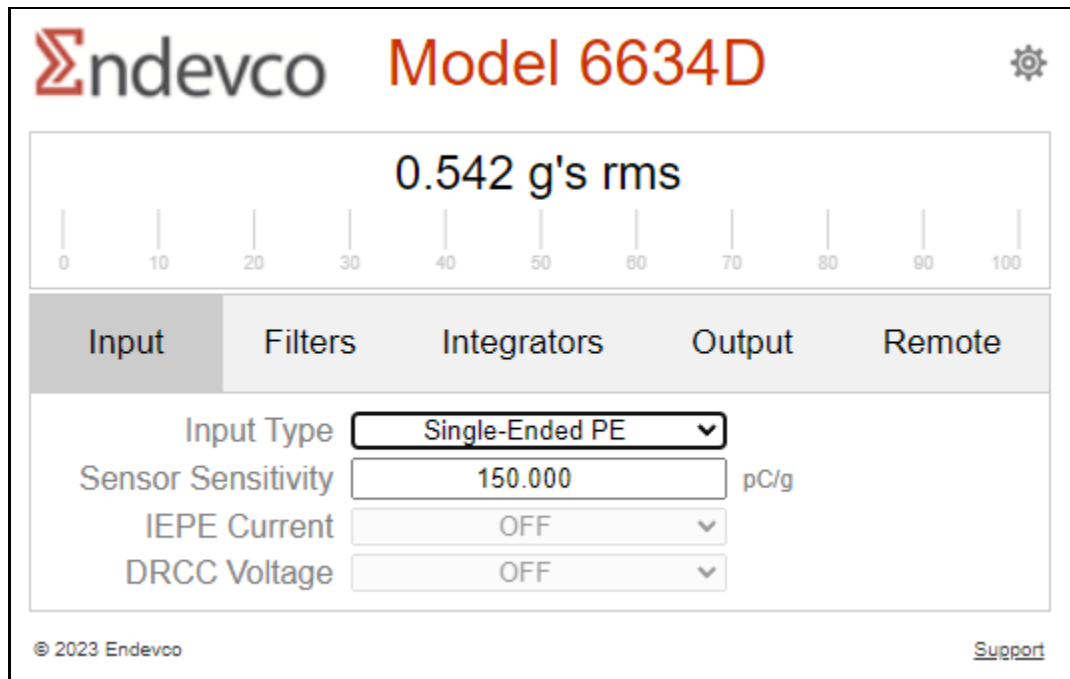 Endevco Model 6634D
0.542 g's rms
0 10 20 30 40 50 60 70 80 90 100
Input Filters Integrators Output Remote
Input Type Single-Ended PE
Sensor Sensitivity 150.000 pC/g
IEPE Current OFF
DRCC Voltage OFF
© 2023 Endevco Support